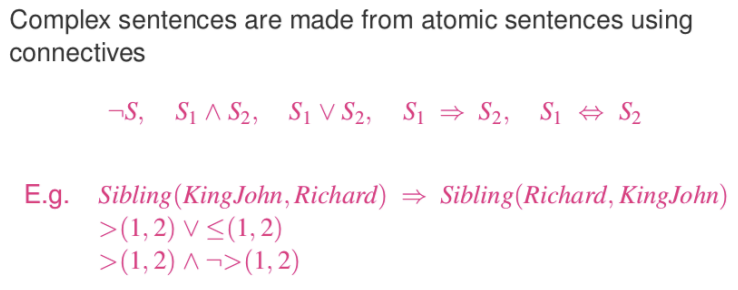 Complex sentences are made from atomic sentences using
connectives
¬S, S₁ ∧ S₂, S₁ ∨ S₂, S₁ ⇒ S₂, S₁ ⇔ S₂
E.g. Sibling(KingJohn, Richard) ⇒ Sibling(Richard, KingJohn)
>(1, 2) ∨ ≤(1, 2)
>(1, 2) ∧ ¬>(1, 2)